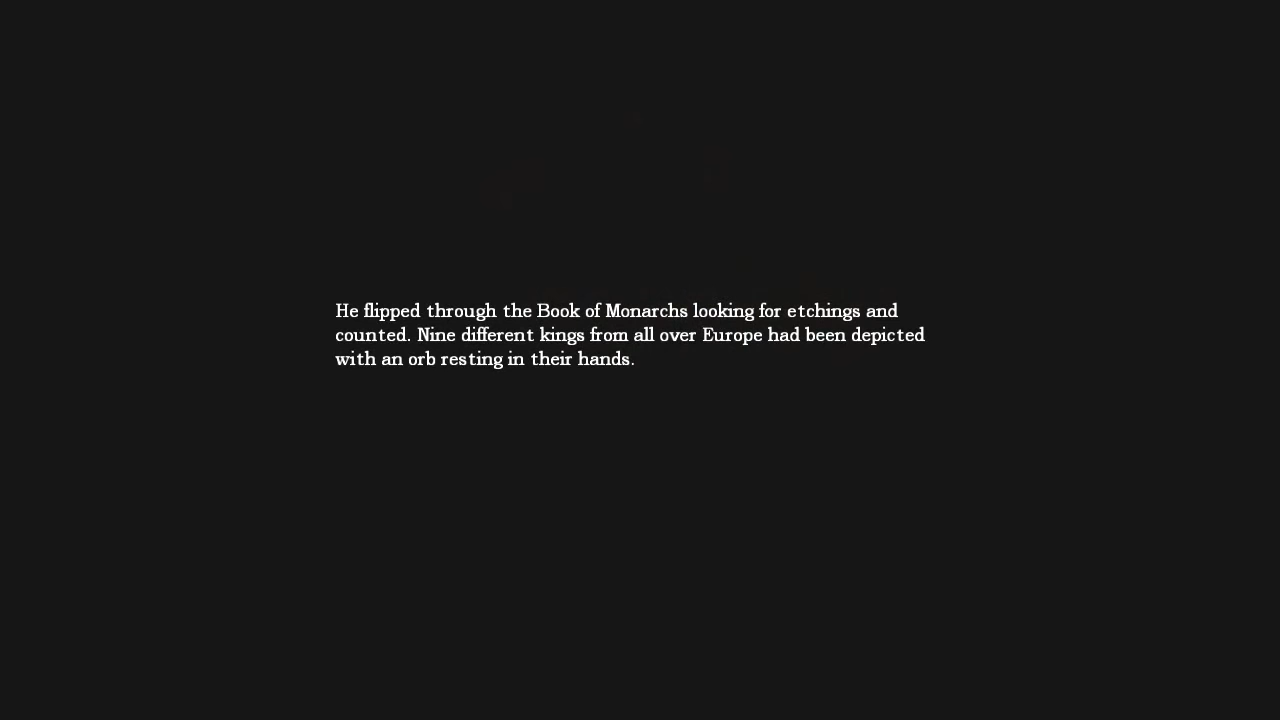 He flipped through the Book of Monarchs looking for etchings and
counted. Nine different kings from all over Europe had been depicted
with an orb resting in their hands.